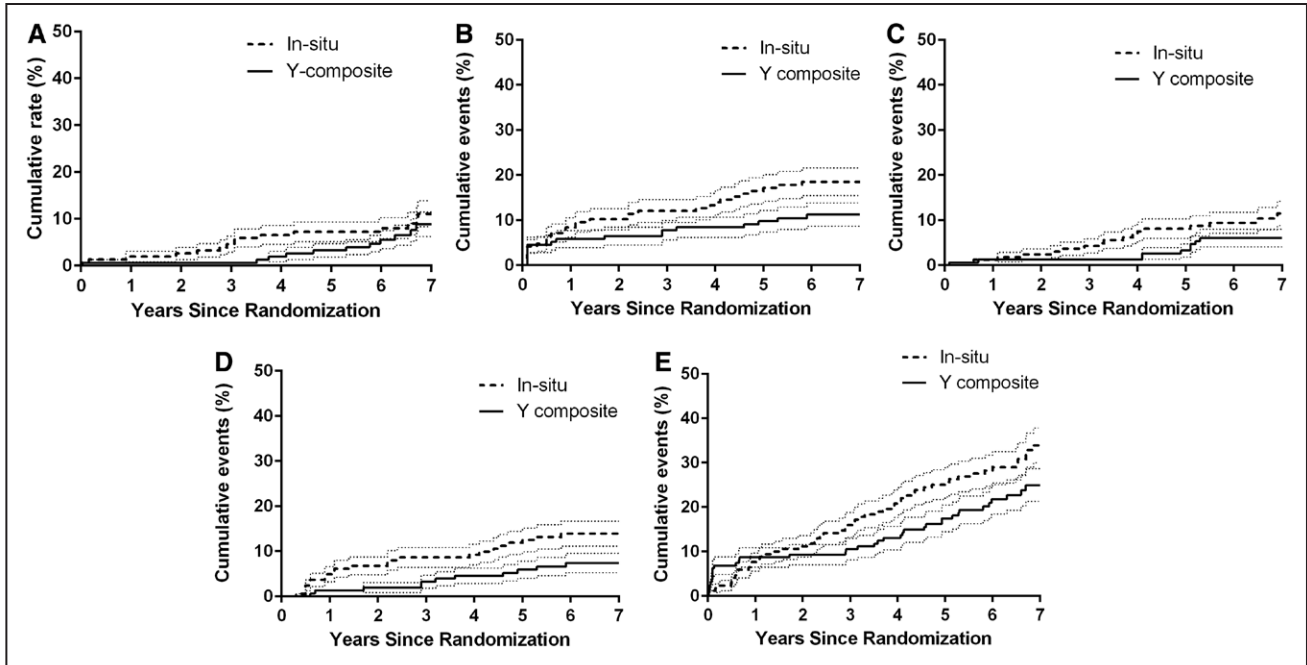 A
In-situ
Y-composite
Cumulative rate (%)
50
40
30
20
10
0
0 1 2 3 4 5 6 7
Years Since Randomization
B
In-situ
Y composite
Cumulative events (%)
50
40
30
20
10
0
0 1 2 3 4 5 6 7
Years Since Randomization
C
In-situ
Y composite
Cumulative events (%)
50
40
30
20
10
0
0 1 2 3 4 5 6 7
Years Since Randomization
D
In-situ
Y composite
Cumulative events (%)
50
40
30
20
10
0
0 1 2 3 4 5 6 7
Years Since Randomization
E
In-situ
Y composite
Cumulative events (%)
50
40
30
20
10
0
0 1 2 3 4 5 6 7
Years Since Randomization